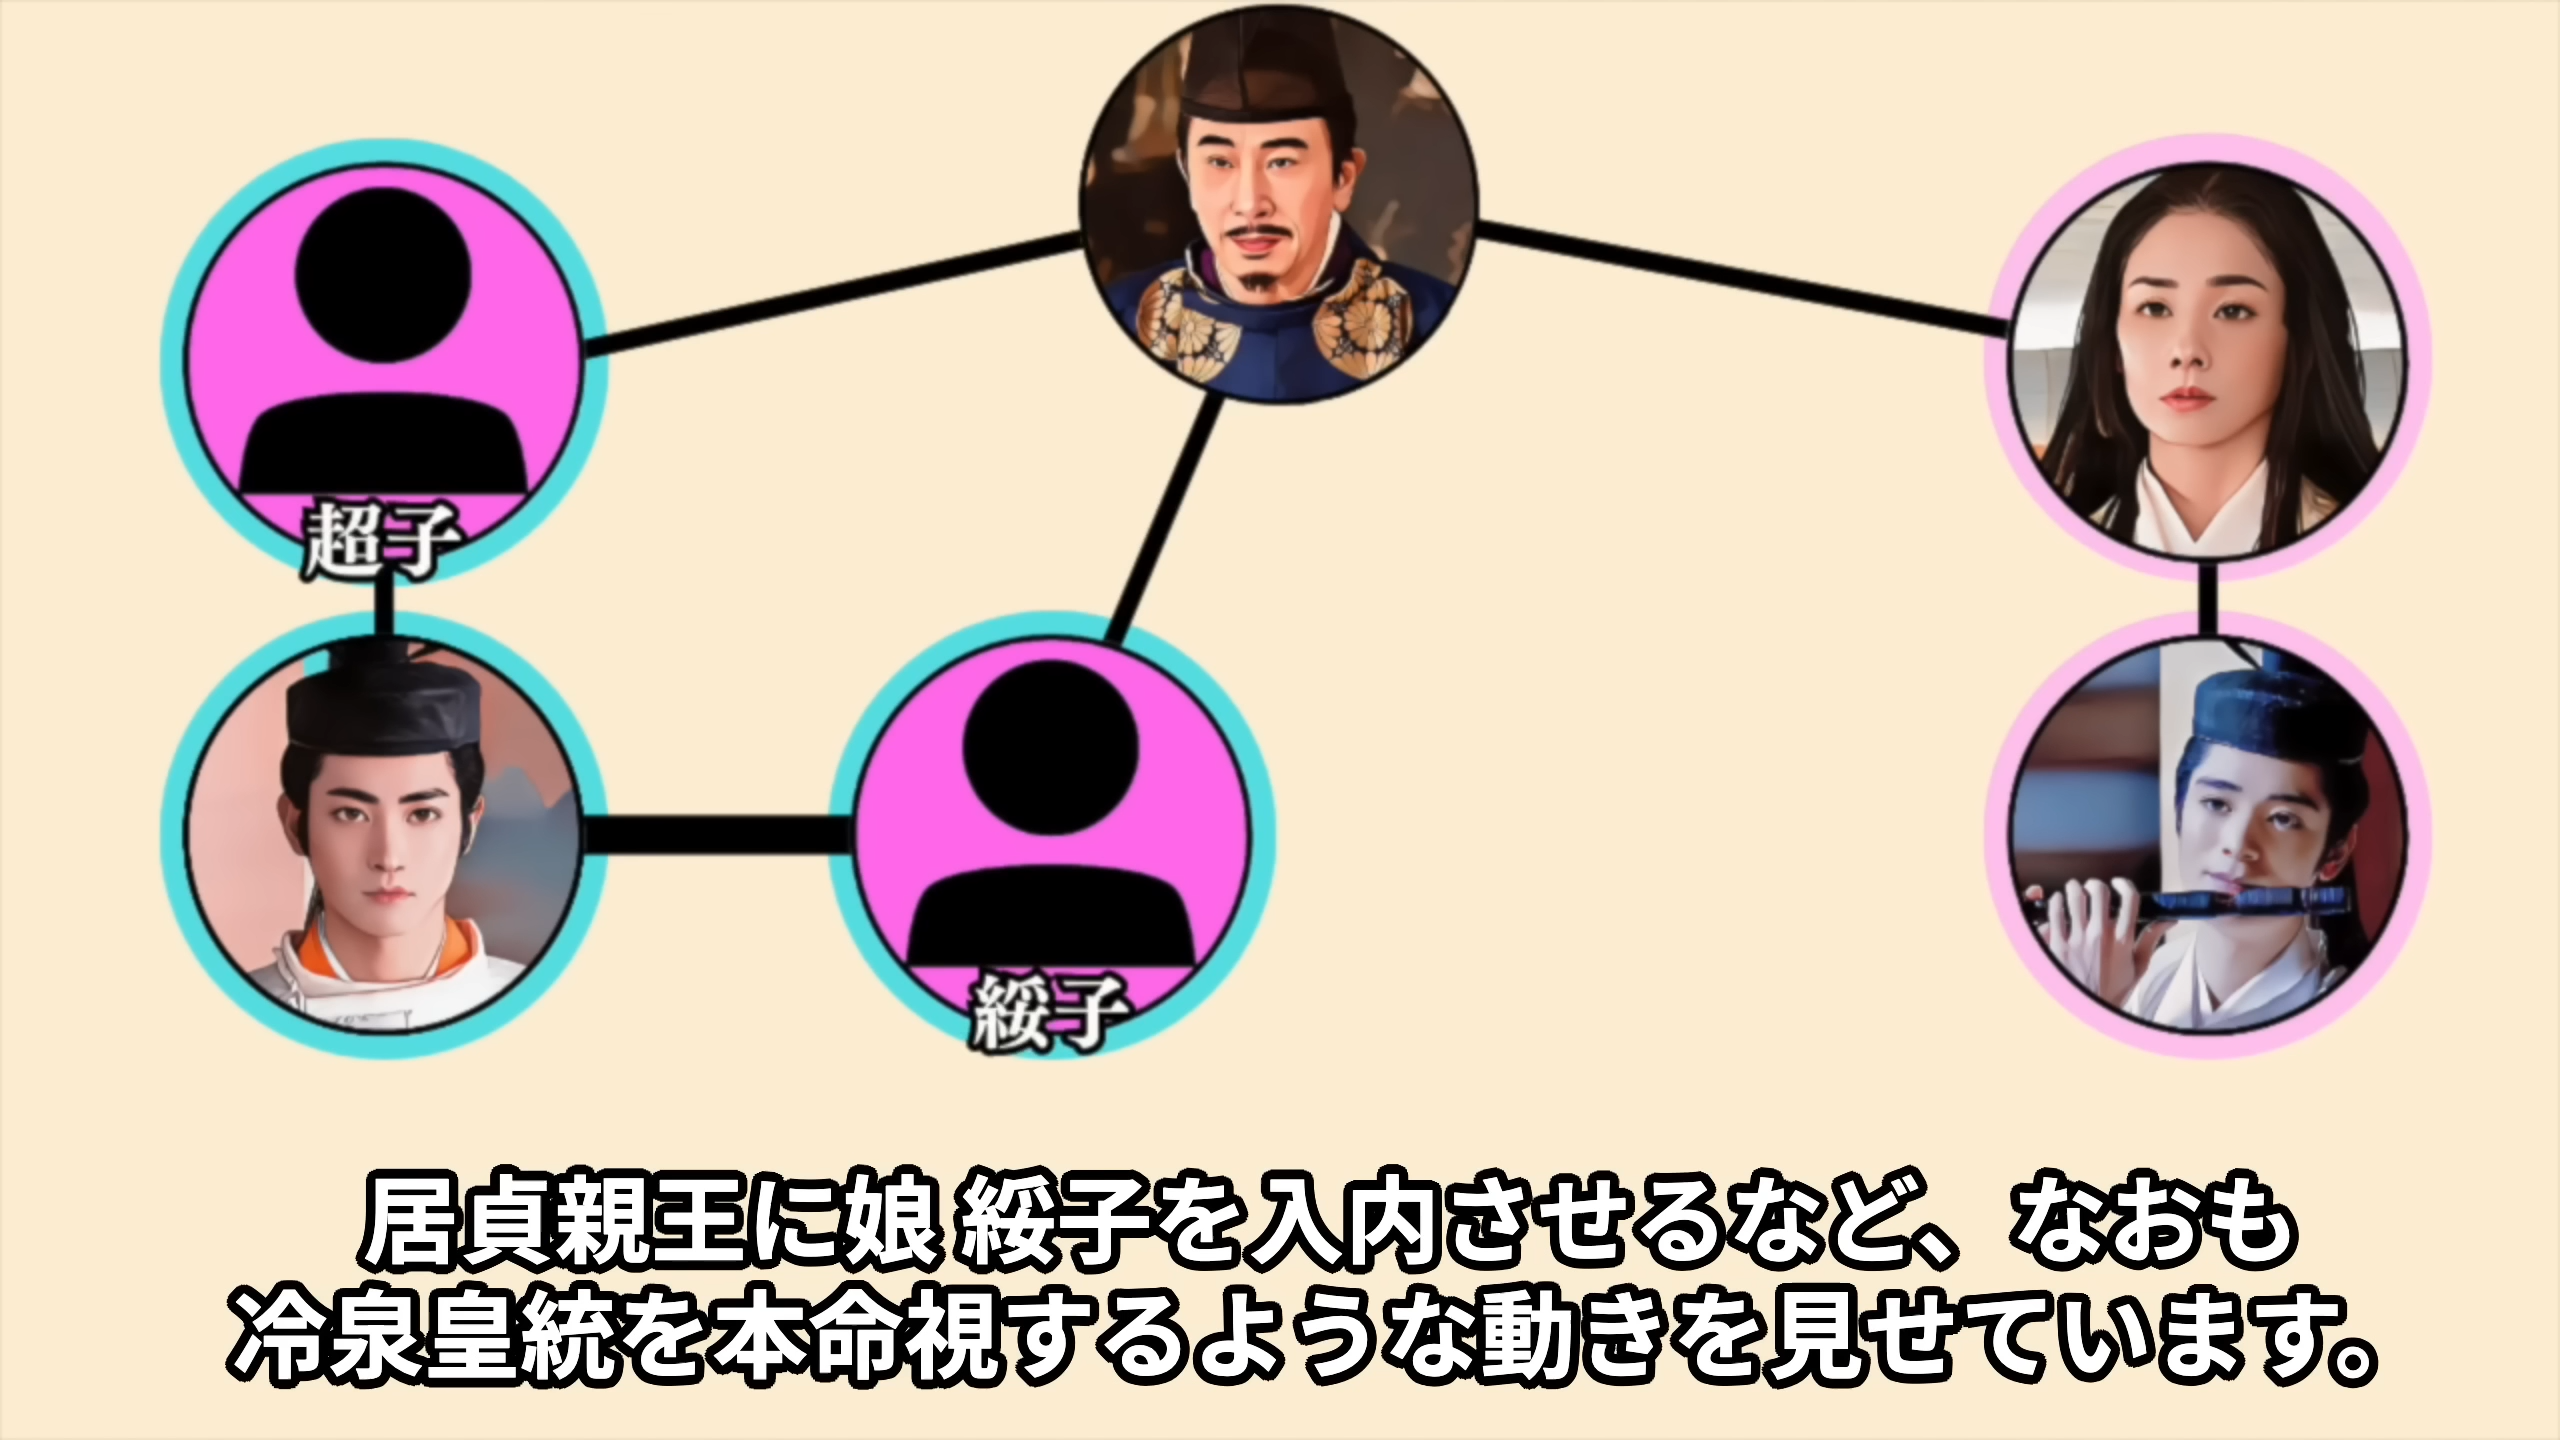 超子
綏子
居貞親王に娘 綏子を入内させるなど、なおも
冷泉皇統を本命視するような動きを見せています。